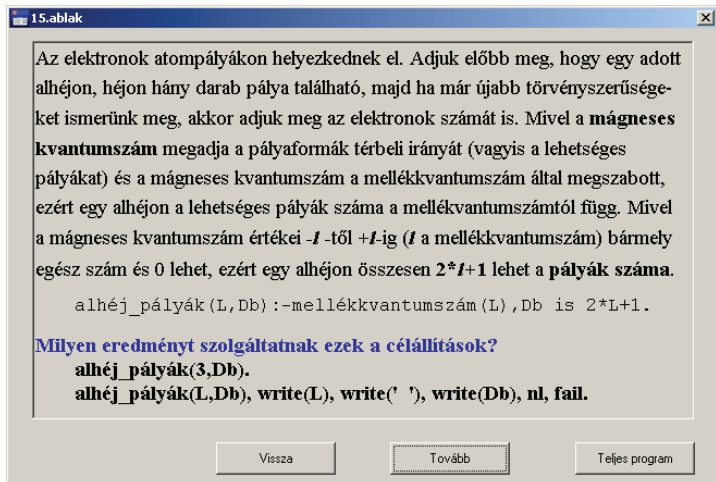 15.ablak
Az elektronok atompályákon helyezkednek el. Adjuk előbb meg, hogy egy adott
alhéjon, héjon hány darab pálya található, majd ha már újabb törvényszerűsége-
ket ismerünk meg, akkor adjuk meg az elektronok számát is. Mivel a mágneses
kvantumszám megadja a pályaformák térbeli irányát (vagyis a lehetséges
pályákat) és a mágneses kvantumszám a mellékkvantumszám által megszabott,
ezért egy alhéjon a lehetséges pályák száma a mellékkvantumszámtól függ. Mivel
a mágneses kvantumszám értékei -l -től +l-ig (l a mellékkvantumszám) bármely
egész szám és 0 lehet, ezért egy alhéjon összesen 2*l+1 lehet a pályák száma.
alhéj_pályák(L,Db):-mellékkvantumszám(L),Db is 2*L+1.
Milyen eredményt szolgáltatnak ezek a célállítások?
alhéj_pályák(3,Db).
alhéj_pályák(L,Db), write(L), write(' '), write(Db), nl, fail.
Vissza Tovább Teljes program